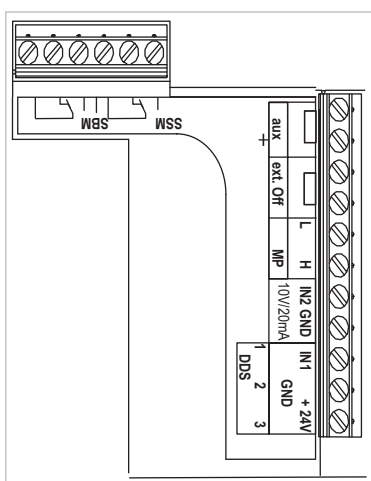 SBM
SSM
aux
+
ext. Off
L
MP
H
10V/20mA
IN2 GND
IN1
1
DDS
2
GND
3
+ 24V